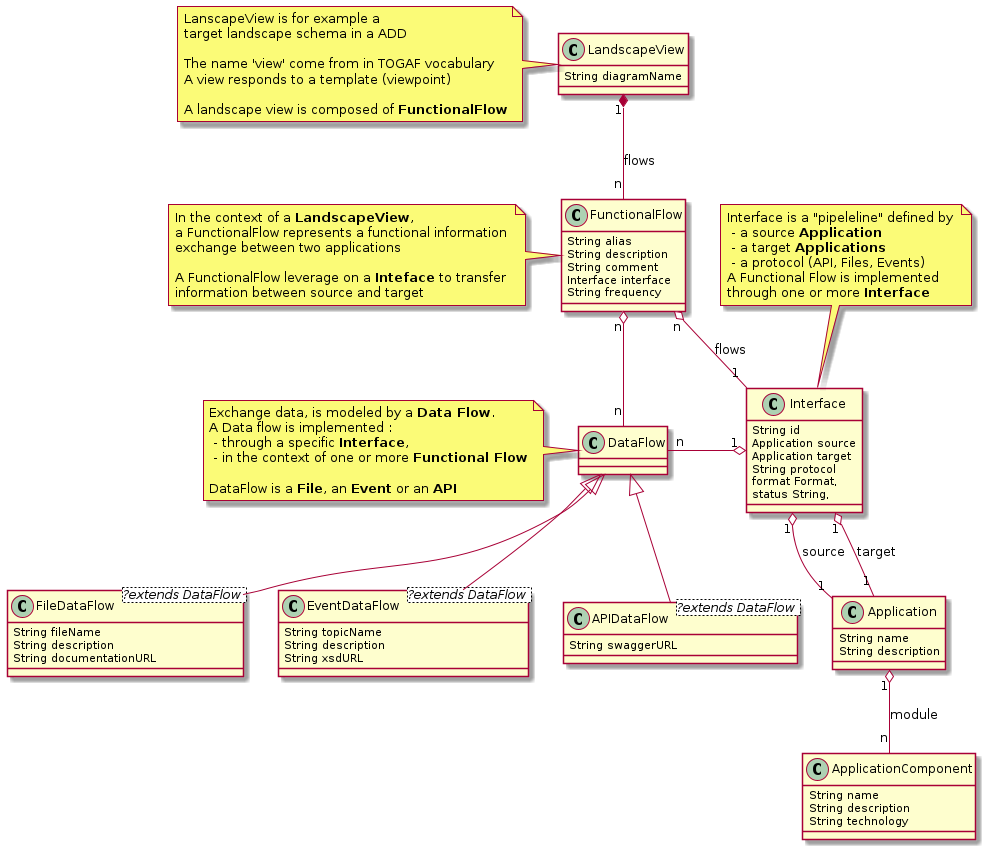 LanscapeView is for example a
target landscape schema in a ADD
The name 'view' come from in TOGAF vocabulary
A view responds to a template (viewpoint)
A landscape view is composed of FunctionalFlow
C LandscapeView
String diagramName
1
flows
n
In the context of a LandscapeView,
a FunctionalFlow represents a functional information
exchange between two applications
A FunctionalFlow leverage on a Inteface to transfer
information between source and target
C FunctionalFlow
String alias
String description
String comment
Interface interface
String frequency
Interface is a "pipeleline" defined by
- a source Application
- a target Applications
- a protocol (API, Files, Events)
A Functional Flow is implemented
through one or more Interface
n
n
flows
1
n
Exchange data, is modeled by a Data Flow.
A Data flow is implemented :
- through a specific Interface,
- in the context of one or more Functional Flow
DataFlow is a File, an Event or an API
C DataFlow
n
1
C Interface
String id
Application source
Application target
String protocol
format Format,
status String,
1
1
source
target
1
1
C FileDataFlow
?extends DataFlow
String fileName
String description
String documentationURL
C EventDataFlow
?extends DataFlow
String topicName
String description
String xsdURL
C APIDataFlow
?extends DataFlow
String swaggerURL
C Application
String name
String description
1
module
n
C ApplicationComponent
String name
String description
String technology